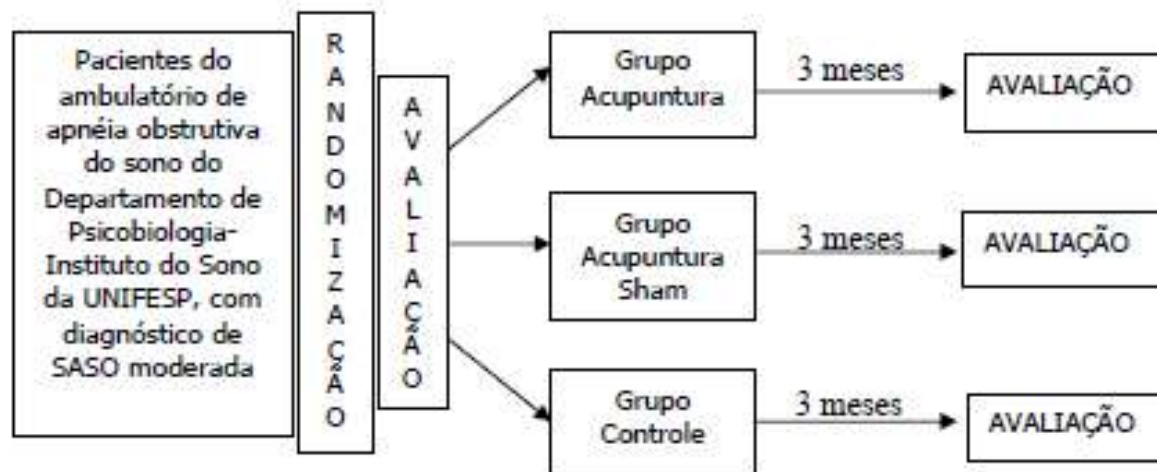 Pacientes do
ambulatório de
apnéia obstrutiva
do sono do
Departamento de
Psicobiologia-
Instituto do Sono
da UNIFESP, com
diagnóstico de
SASO moderada
RANDOMIZAÇÃO
AVALIAÇÃO
Grupo
Acupuntura
3 meses
AVALIAÇÃO
Grupo
Acupuntura
Sham
3 meses
AVALIAÇÃO
Grupo
Controle
3 meses
AVALIAÇÃO